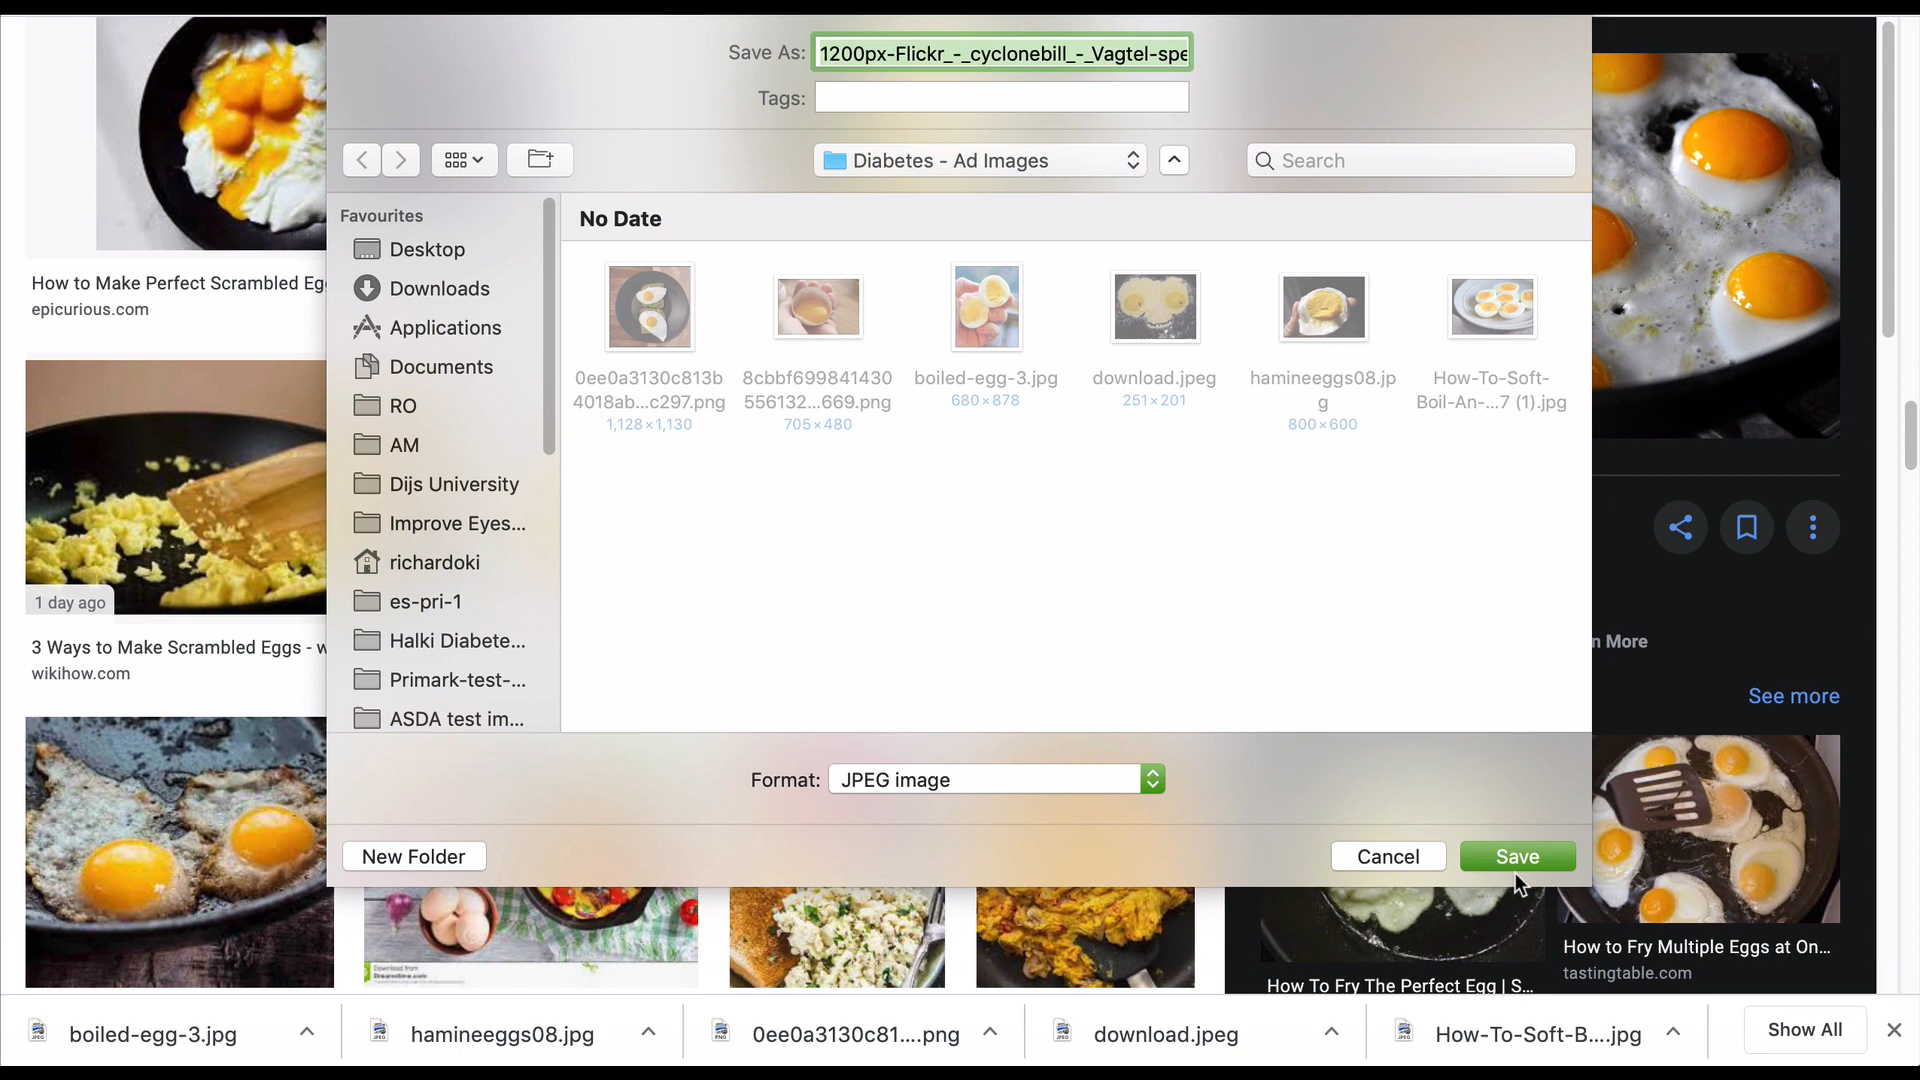 Save As: 1200px-Flickr_-_cyclonebill_-_Vagtel-spe
Tags:
Diabetes - Ad Images
Search
Favourites
Desktop
Downloads
Applications
Documents
RO
AM
Dijs University
Improve Eyes...
richardoki
es-pri-1
Halki Diabete...
Primark-test-...
ASDA test im...
No Date
0ee0a3130c813b
4018ab...c297.png
1,128×1,130
8cbbf699841430
556132...669.png
705×480
boiled-egg-3.jpg
680×878
download.jpeg
251×201
hamineeggs08.jp
g
800×600
How-To-Soft-
Boil-An-...7 (1).jpg
Format: JPEG image
New Folder
Cancel
Save
How to Make Perfect Scrambled Eg
epicurious.com
1 day ago
3 Ways to Make Scrambled Eggs - w
wikihow.com
n More
See more
How to Fry Multiple Eggs at On...
tastingtable.com
How To Fry The Perfect Egg | S...
Download from
Dreamstime.com
boiled-egg-3.jpg
hamineeggs08.jpg
0ee0a3130c81....png
download.jpeg
How-To-Soft-B....jpg
Show All